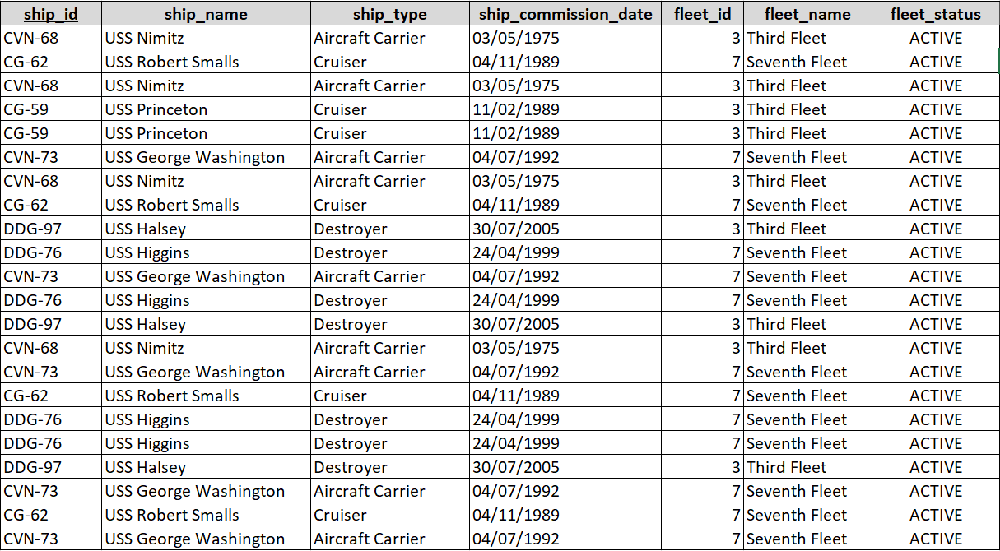 ship_id ship_name ship_type ship_commission_date fleet_id fleet_name fleet_status
CVN-68 USS Nimitz Aircraft Carrier 03/05/1975 3 Third Fleet ACTIVE
CG-62 USS Robert Smalls Cruiser 04/11/1989 7 Seventh Fleet ACTIVE
CVN-68 USS Nimitz Aircraft Carrier 03/05/1975 3 Third Fleet ACTIVE
CG-59 USS Princeton Cruiser 11/02/1989 3 Third Fleet ACTIVE
CG-59 USS Princeton Cruiser 11/02/1989 3 Third Fleet ACTIVE
CVN-73 USS George Washington Aircraft Carrier 04/07/1992 7 Seventh Fleet ACTIVE
CVN-68 USS Nimitz Aircraft Carrier 03/05/1975 3 Third Fleet ACTIVE
CG-62 USS Robert Smalls Cruiser 04/11/1989 7 Seventh Fleet ACTIVE
DDG-97 USS Halsey Destroyer 30/07/2005 3 Third Fleet ACTIVE
DDG-76 USS Higgins Destroyer 24/04/1999 7 Seventh Fleet ACTIVE
CVN-73 USS George Washington Aircraft Carrier 04/07/1992 7 Seventh Fleet ACTIVE
DDG-76 USS Higgins Destroyer 24/04/1999 7 Seventh Fleet ACTIVE
DDG-97 USS Halsey Destroyer 30/07/2005 3 Third Fleet ACTIVE
CVN-68 USS Nimitz Aircraft Carrier 03/05/1975 3 Third Fleet ACTIVE
CVN-73 USS George Washington Aircraft Carrier 04/07/1992 7 Seventh Fleet ACTIVE
CG-62 USS Robert Smalls Cruiser 04/11/1989 7 Seventh Fleet ACTIVE
DDG-76 USS Higgins Destroyer 24/04/1999 7 Seventh Fleet ACTIVE
DDG-76 USS Higgins Destroyer 24/04/1999 7 Seventh Fleet ACTIVE
DDG-97 USS Halsey Destroyer 30/07/2005 3 Third Fleet ACTIVE
CVN-73 USS George Washington Aircraft Carrier 04/07/1992 7 Seventh Fleet ACTIVE
CG-62 USS Robert Smalls Cruiser 04/11/1989 7 Seventh Fleet ACTIVE
CVN-73 USS George Washington Aircraft Carrier 04/07/1992 7 Seventh Fleet ACTIVE